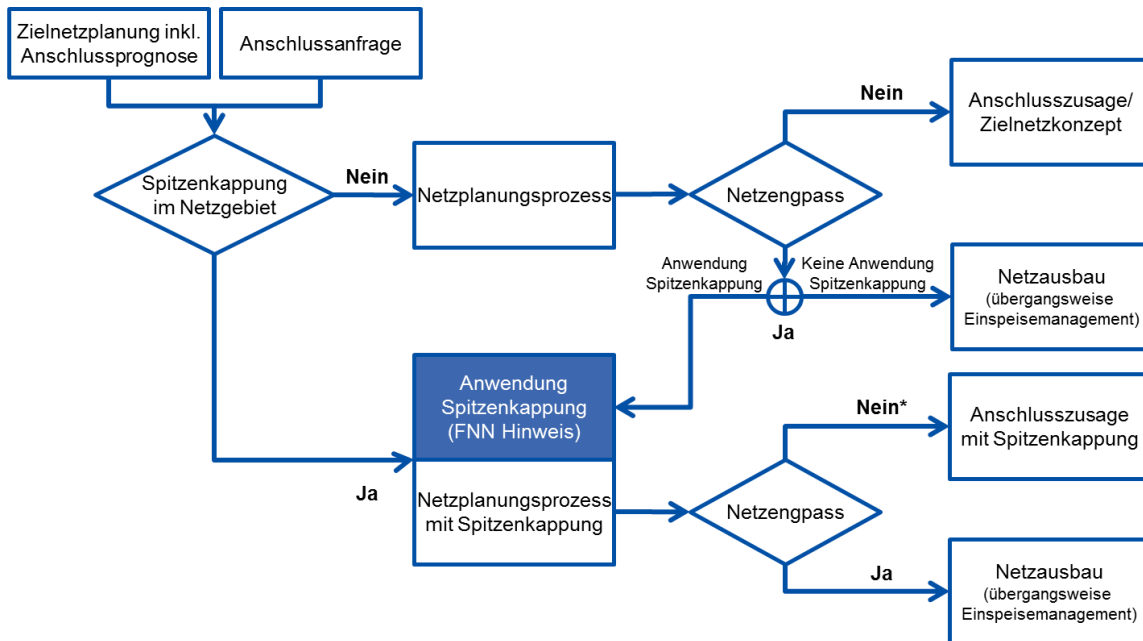 Zielnetzplanung inkl.
Anschlussprognose
Anschlussanfrage
Nein
Anschlusszusage/
Zielnetzkonzept
Spitzenkappung
im Netzgebiet
Nein
Netzplanungsprozess
Netzengpass
Anwendung
Spitzenkappung
Keine Anwendung
Spitzenkappung
Ja
Netzausbau
(übergangsweise
Einspeisemanagement)
Anwendung
Spitzenkappung
(FNN Hinweis)
Nein*
Anschlusszusage
mit Spitzenkappung
Ja
Netzplanungsprozess
mit Spitzenkappung
Netzengpass
Ja
Netzausbau
(übergangsweise
Einspeisemanagement)